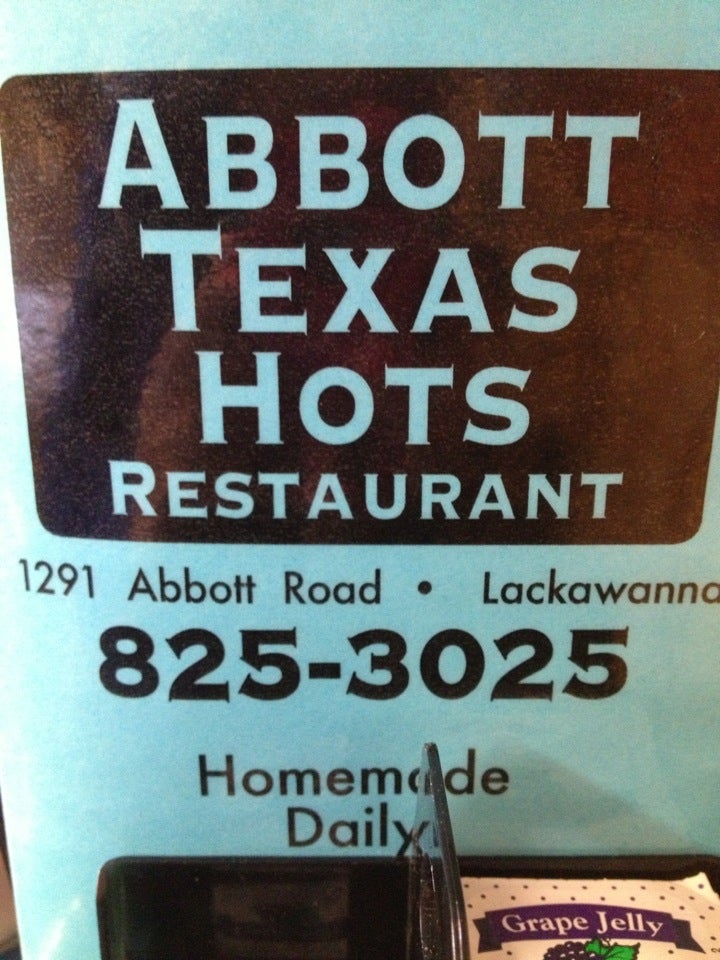 ABBOTT
TEXAS
HOTS
RESTAURANT
1291 Abbott Road • Lackawanna
825-3025
Homemade
Daily
Grape Jelly